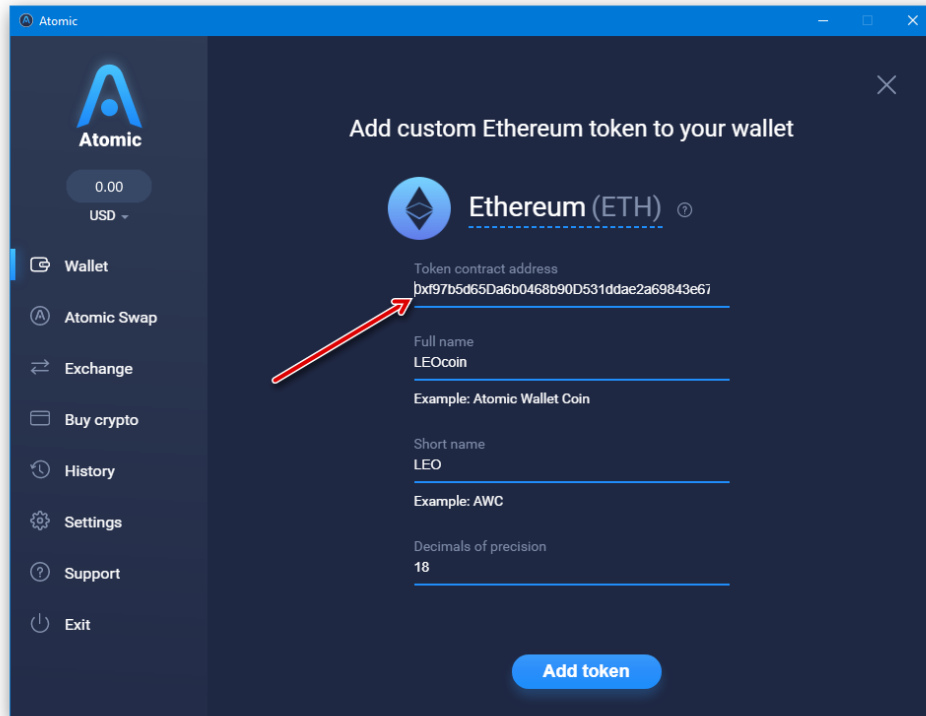 Atomic
Atomic
0.00
USD
Wallet
Atomic Swap
Exchange
Buy crypto
History
Settings
Support
Exit
Add custom Ethereum token to your wallet
Ethereum (ETH)
Token contract address
0xf97b5d65Da6b0468b90D531ddae2a69843e67
Full name
LEOcoin
Example: Atomic Wallet Coin
Short name
LEO
Example: AWC
Decimals of precision
18
Add token